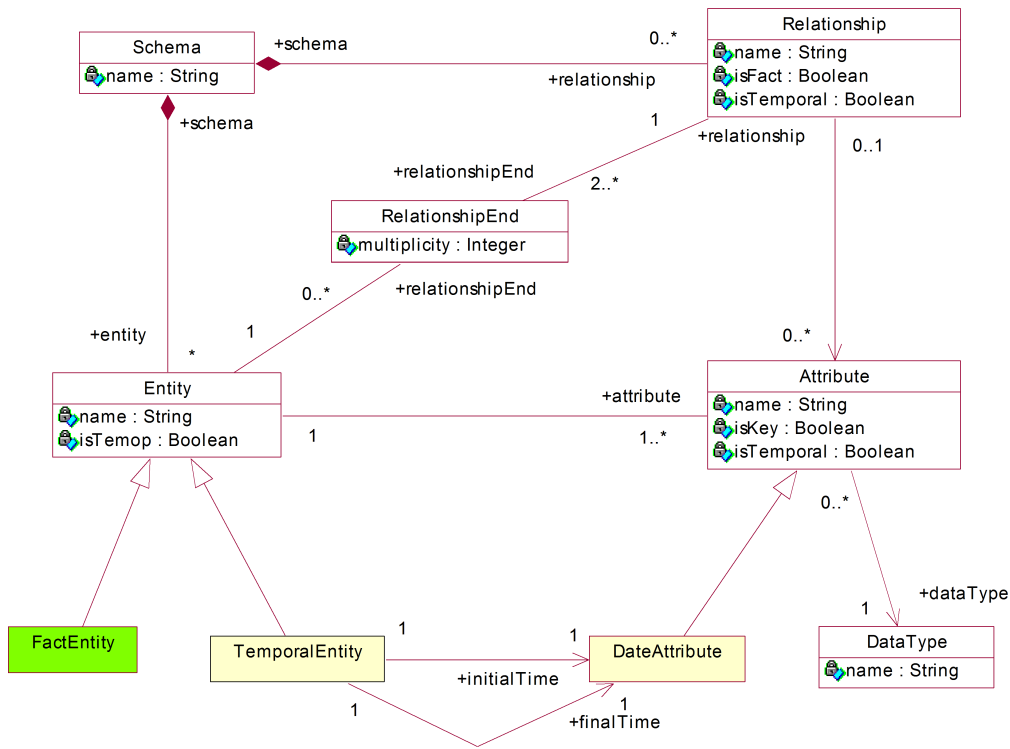 Relationship
name : String
isFact : Boolean
isTemporal : Boolean
Schema
name : String
+schema
0..*
+relationship
+schema
1
+relationship
0..1
+relationshipEnd
2..*
RelationshipEnd
multiplicity : Integer
0..*
+relationshipEnd
1
+entity
*
0..*
Entity
name : String
isTemop : Boolean
+attribute
1
1..*
Attribute
name : String
isKey : Boolean
isTemporal : Boolean
0..*
+dataType
1
FactEntity
TemporalEntity
1
1
+initialTime
DateAttribute
1
1
+finalTime
DataType
name : String